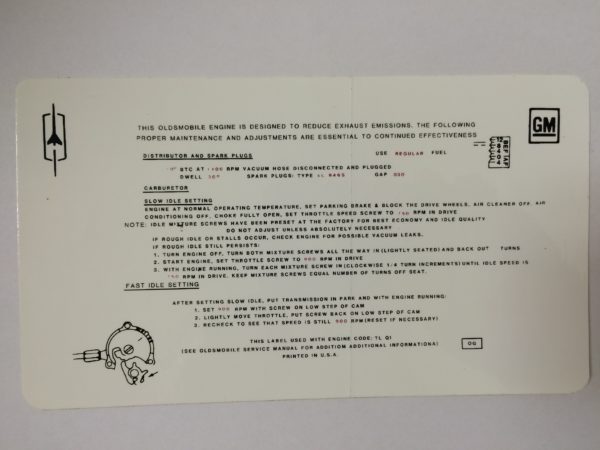 THIS OLDSMOBILE ENGINE IS DESIGNED TO REDUCE EXHAUST EMISSIONS. THE FOLLOWING
PROPER MAINTENANCE AND ADJUSTMENTS ARE ESSENTIAL TO CONTINUED EFFECTIVENESS
GM
USE REGULAR FUEL
DISTRIBUTOR AND SPARK PLUGS
BTC AT 1100 RPM VACUUM HOSE DISCONNECTED AND PLUGGED
DWELL 30° SPARK PLUGS: TYPE R46S GAP 030
CARBURETOR
SLOW IDLE SETTING
ENGINE AT NORMAL OPERATING TEMPERATURE, SET PARKING BRAKE & BLOCK THE DRIVE WHEELS, AIR CLEANER OFF, AIR
CONDITIONING OFF, CHOKE FULLY OPEN, SET THROTTLE SPEED SCREW TO RPM IN DRIVE
NOTE: IDLE MIXTURE SCREWS HAVE BEEN PRESET AT THE FACTORY FOR BEST ECONOMY AND IDLE QUALITY
DO NOT ADJUST UNLESS ABSOLUTELY NECESSARY
IF ROUGH IDLE OR STALLS OCCUR, CHECK ENGINE FOR POSSIBLE VACUUM LEAKS.
IF ROUGH IDLE STILL PERSISTS:
1. TURN ENGINE OFF, TURN BOTH MIXTURE SCREWS ALL THE WAY IN (LIGHTLY SEATED) AND BACK OUT TURNS
2. START ENGINE, SET THROTTLE SCREW TO RPM IN DRIVE
3. WITH ENGINE RUNNING, TURN EACH MIXTURE SCREW IN (CLOCKWISE 1/4 TURN INCREMENTS) UNTIL IDLE SPEED IS
RPM IN DRIVE. KEEP MIXTURE SCREWS EQUAL NUMBER OF TURNS OFF SEAT.
FAST IDLE SETTING
AFTER SETTING SLOW IDLE, PUT TRANSMISSION IN PARK AND WITH ENGINE RUNNING:
1. SET 900 RPM WITH SCREW ON LOW STEP OF CAM
2. LIGHTLY MOVE THROTTLE, PUT SCREW BACK ON LOW STEP OF CAM
3. RECHECK TO SEE THAT SPEED IS STILL 900 RPM (RESET IF NECESSARY)
THIS LABEL USED WITH ENGINE CODE: TL QI
(SEE OLDSMOBILE SERVICE MANUAL FOR ADDITIOM ADDITIONAL INFORMATIONA)
PRINTED IN U.S.A.
OG